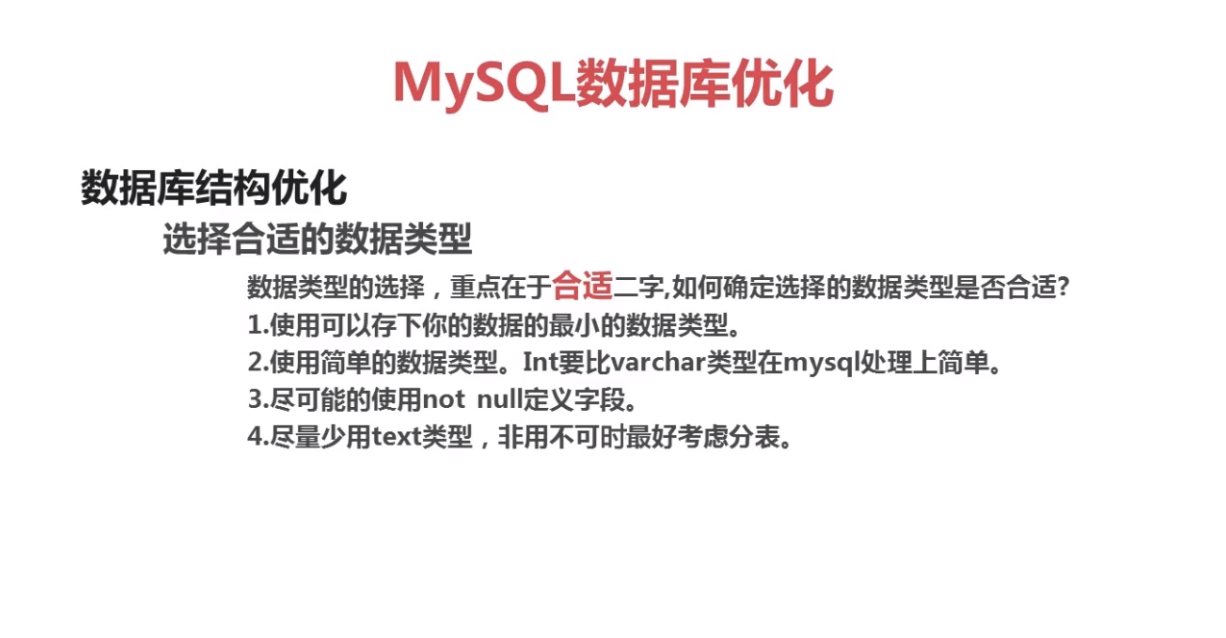 MySQL数据库优化
数据库结构优化
选择合适的数据类型
数据类型的选择，重点在于合适二字,如何确定选择的数据类型是否合适？
1.使用可以存下你的数据的最小的数据类型。
2.使用简单的数据类型。Int要比varchar类型在mysql处理上简单。
3.尽可能的使用not null定义字段。
4.尽量少用text类型，非用不可时最好考虑分表。